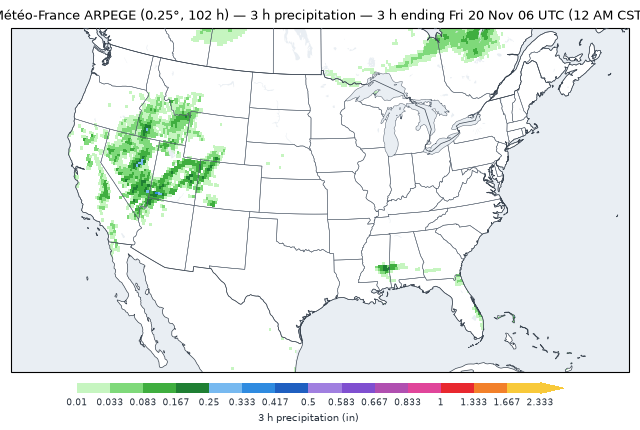 Météo-France ARPEGE (0.25°, 102 h) — 3 h precipitation — 3 h ending Fri 20 Nov 06 UTC (12 AM CST
0.01 0.033 0.083 0.167 0.25 0.333 0.417 0.5 0.583 0.667 0.833 1 1.333 1.667 2.333
3 h precipitation (in)